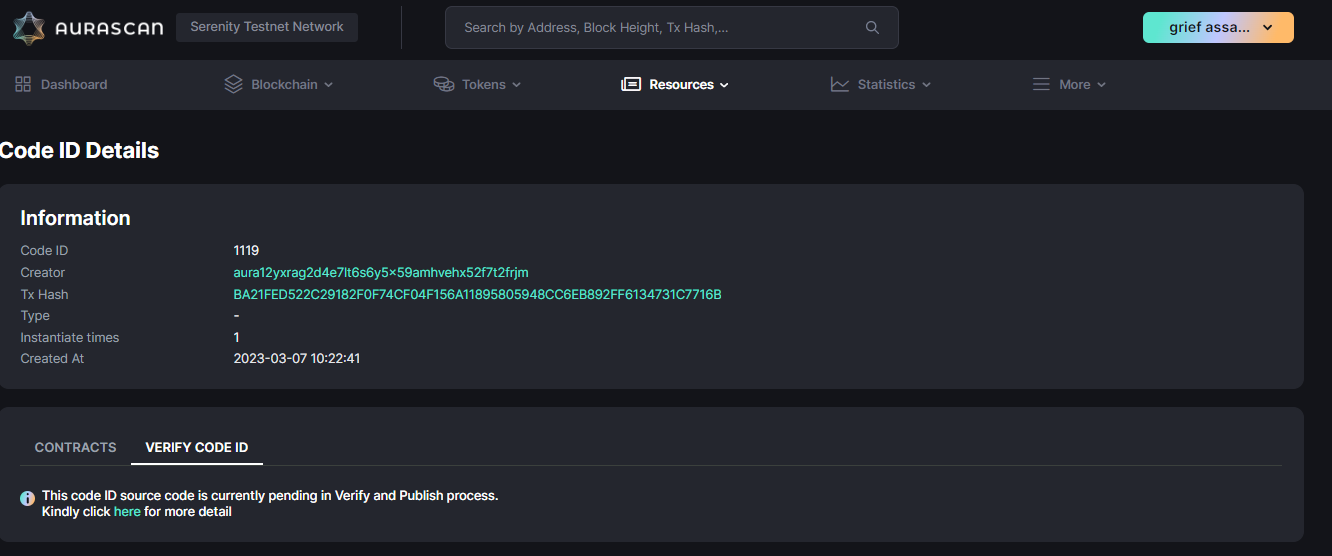 AURASCAN
Serenity Testnet Network
Search by Address, Block Height, Tx Hash,...
grief assa...
Dashboard
Blockchain
Tokens
Resources
Statistics
More
Code ID Details
Information
Code ID 1119
Creator aura12yxrag2d4e7lt6s6y5x59amhvehx52f7t2frjm
Tx Hash BA21FED522C29182F0F74CF04F156A11895805948CC6EB892FF6134731C7716B
Type -
Instantiate times 1
Created At 2023-03-07 10:22:41
CONTRACTS
VERIFY CODE ID
This code ID source code is currently pending in Verify and Publish process.
Kindly click here for more detail